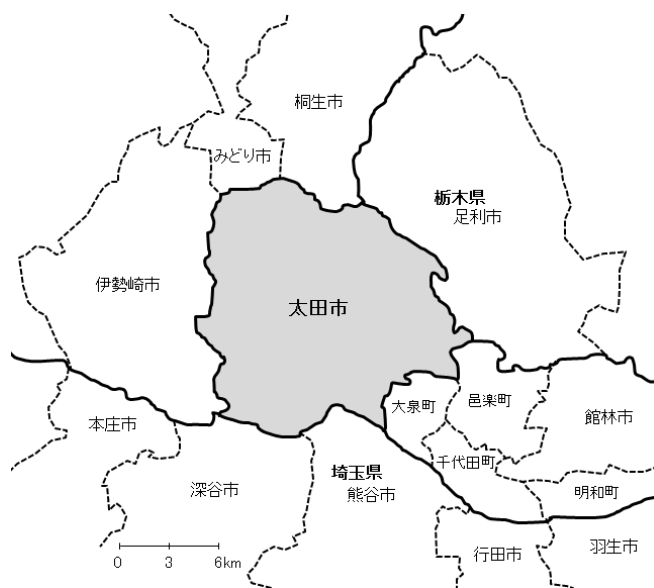 桐生市
みどり市
栃木県
足利市
伊勢崎市
太田市
大泉町
邑楽町
館林市
本庄市
千代田町
埼玉県
深谷市
熊谷市
明和町
行田市
羽生市
0 3 6km